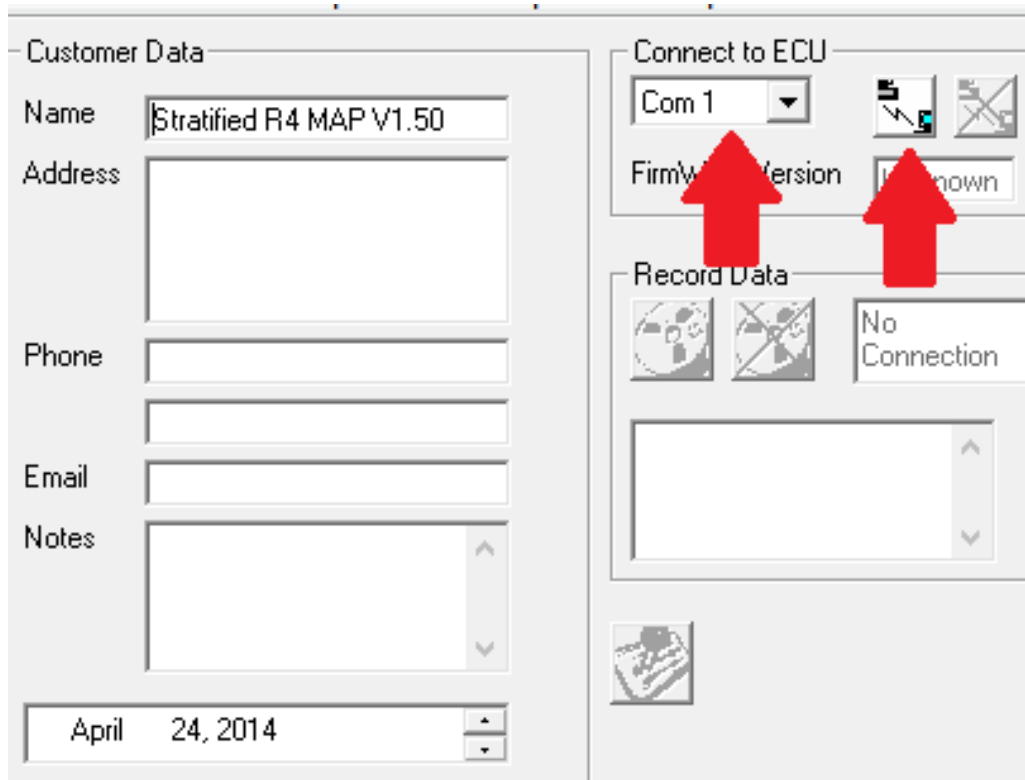 Customer Data
Name
Stratified R4 MAP V1.50
Address
Phone
Email
Notes
April 24, 2014
Connect to ECU
Com 1
Record Data
No
Connection